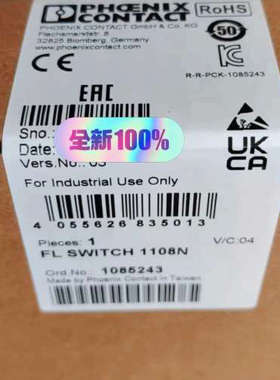 PHOENIX
CONTACT
RoHS
PHOENIX CONTACT GmbH & Co. KG
Flachsmarktstr. 8
32825 Blomberg, Germany
www.phoenixcontact.com
50
R-R-PCK-1085243
EAC
Sno.:
Date:
Vers.No.: 03
全新100%
UK
CA
For Industrial Use Only
4 055626 835013
Pieces: 1
V/C:04
FL SWITCH 1108N
Ord No.: 1085243
Made by Phoenix Contact in Taiwan